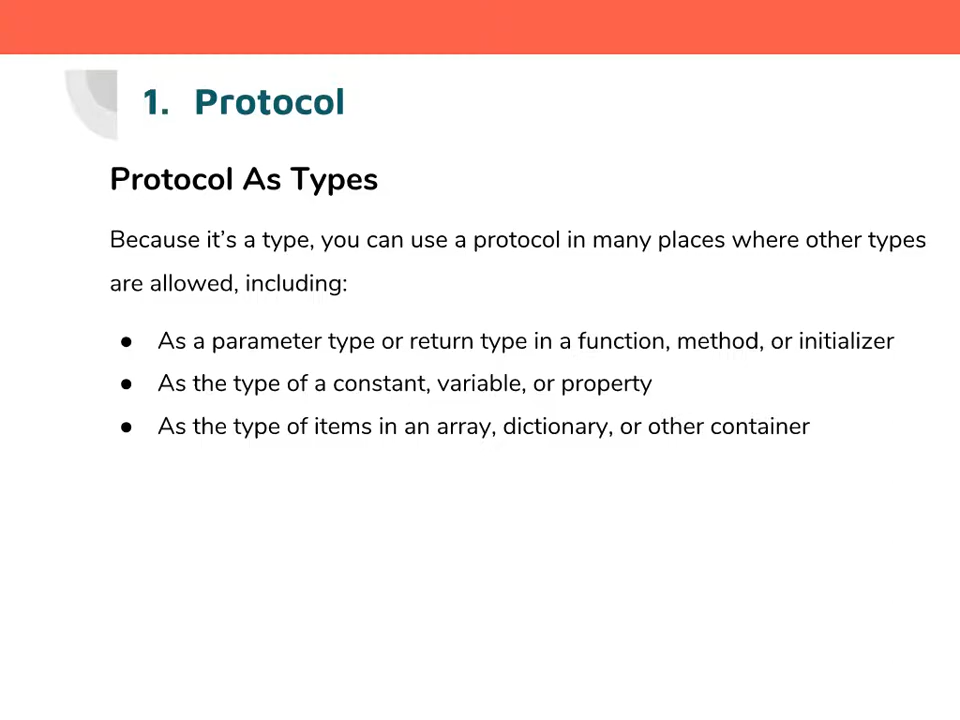 1. Protocol
Protocol As Types
Because it’s a type, you can use a protocol in many places where other types
are allowed, including:
● As a parameter type or return type in a function, method, or initializer
● As the type of a constant, variable, or property
● As the type of items in an array, dictionary, or other container